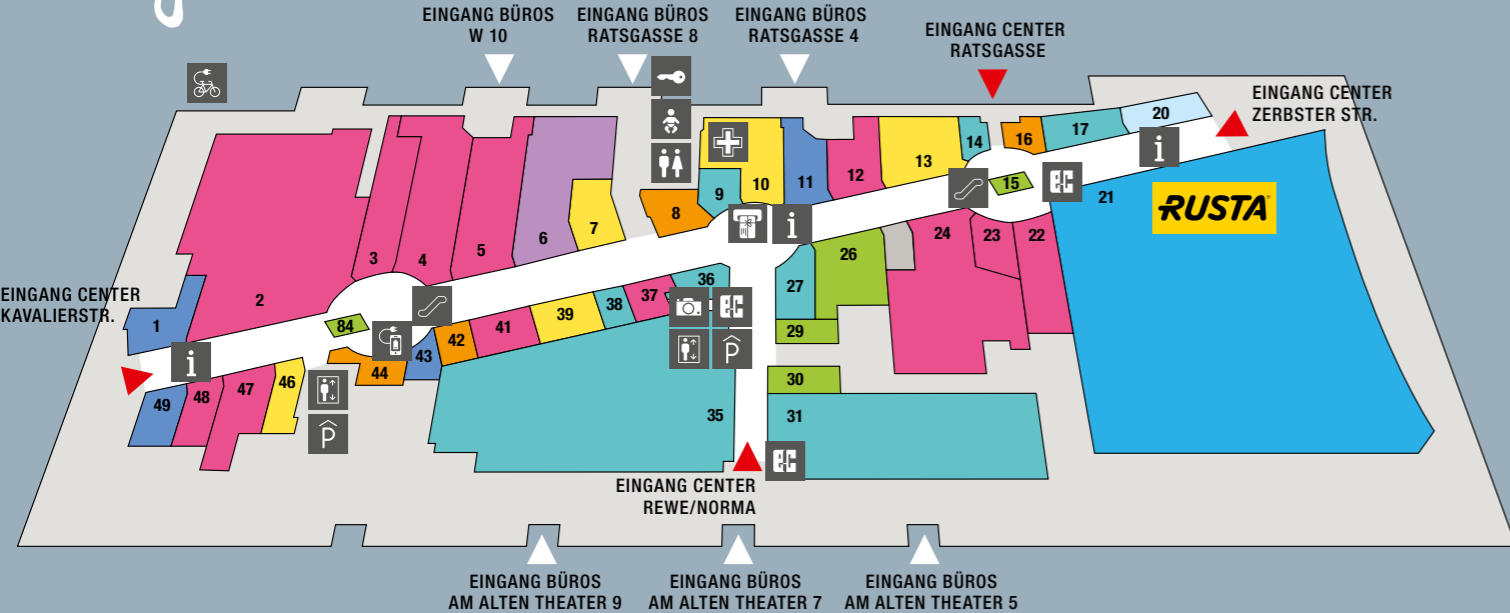 EINGANG BÜROS
W 10
EINGANG BÜROS
RATSGASSE 8
EINGANG BÜROS
RATSGASSE 4
EINGANG CENTER
RATSGASSE
EINGANG CENTER
ZERBSTER STR.
EINGANG CENTER
KAVALIERSTR.
1
2
3
4
5
6
7
8
9
10
11
12
13
14
15
16
17
20
21
RUSTA
22
23
24
26
27
29
30
31
35
36
37
38
39
41
42
43
44
46
47
48
49
84
i
i
i
EC
EC
EC
P
P
EINGANG CENTER
REWE/NORMA
EINGANG BÜROS
AM ALTEN THEATER 9
EINGANG BÜROS
AM ALTEN THEATER 7
EINGANG BÜROS
AM ALTEN THEATER 5